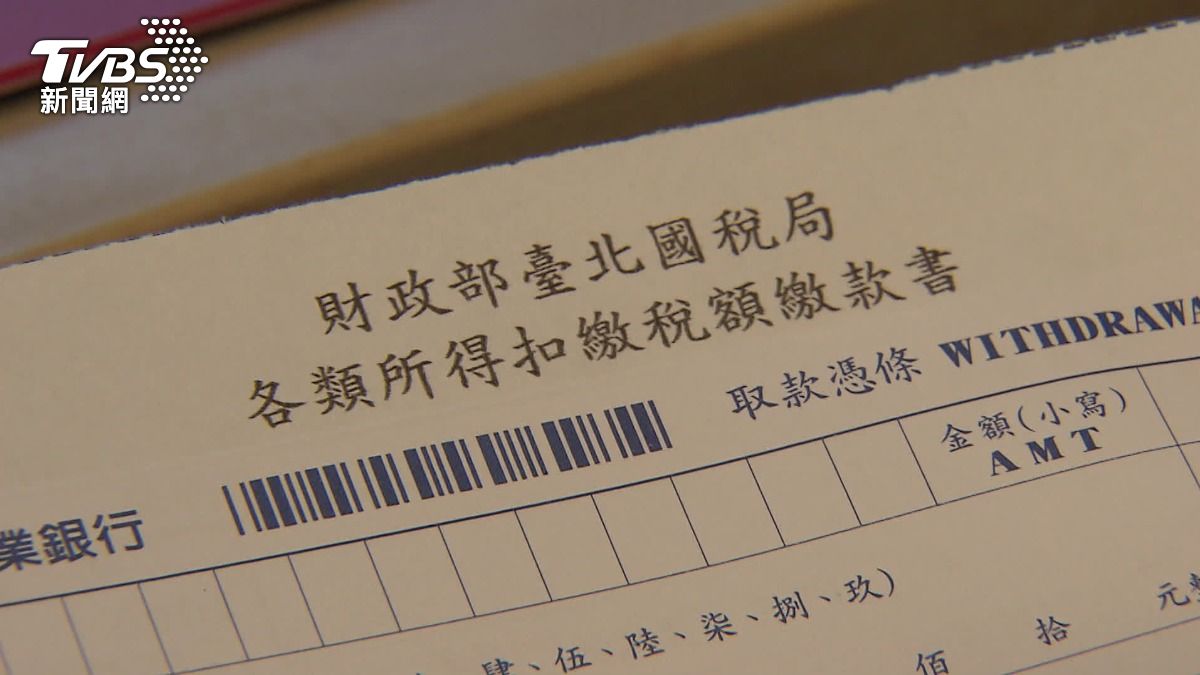 TVBS
新聞網
財政部臺北國稅局
各類所得扣繳稅額繳款書
取款憑條 WITHDRAWA
金額(小寫)
AMT
業銀行
肆、伍、陸、柒、捌、玖)
佰 拾 元整